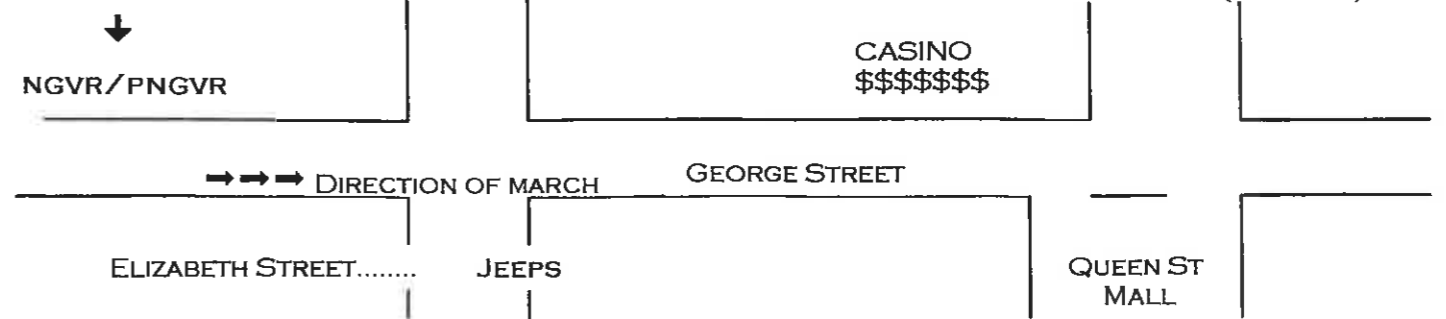 CASINO
$$$$$$$
NGVR/PNGVR
DIRECTION OF MARCH
GEORGE STREET
ELIZABETH STREET........
JEEPS
QUEEN ST
MALL